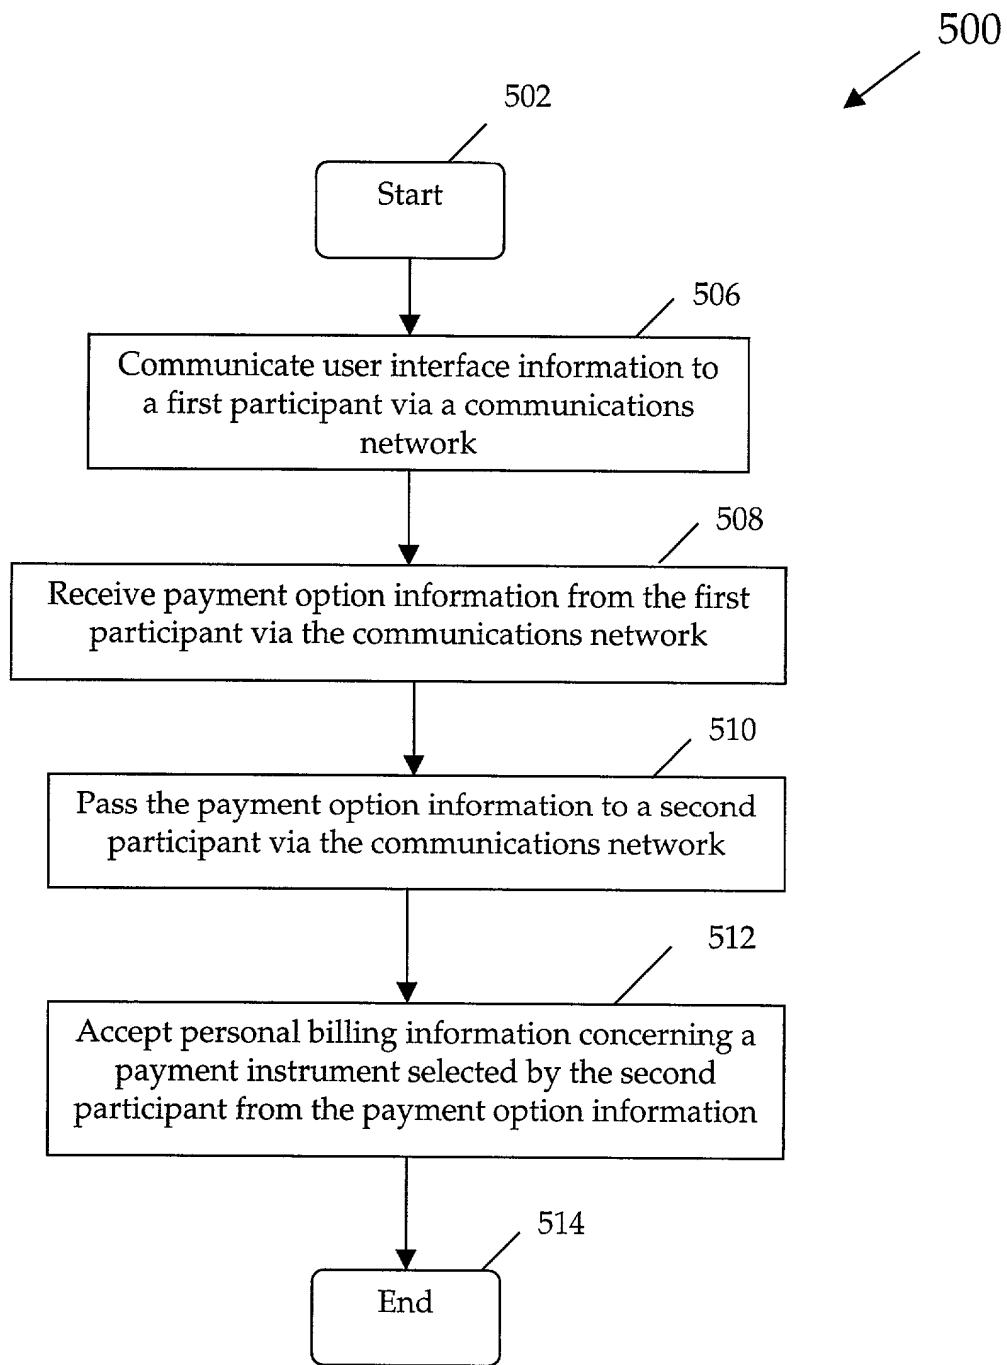 500
502
Start
506
Communicate user interface information to
a first participant via a communications
network
508
Receive payment option information from the first
participant via the communications network
510
Pass the payment option information to a second
participant via the communications network
512
Accept personal billing information concerning a
payment instrument selected by the second
participant from the payment option information
514
End